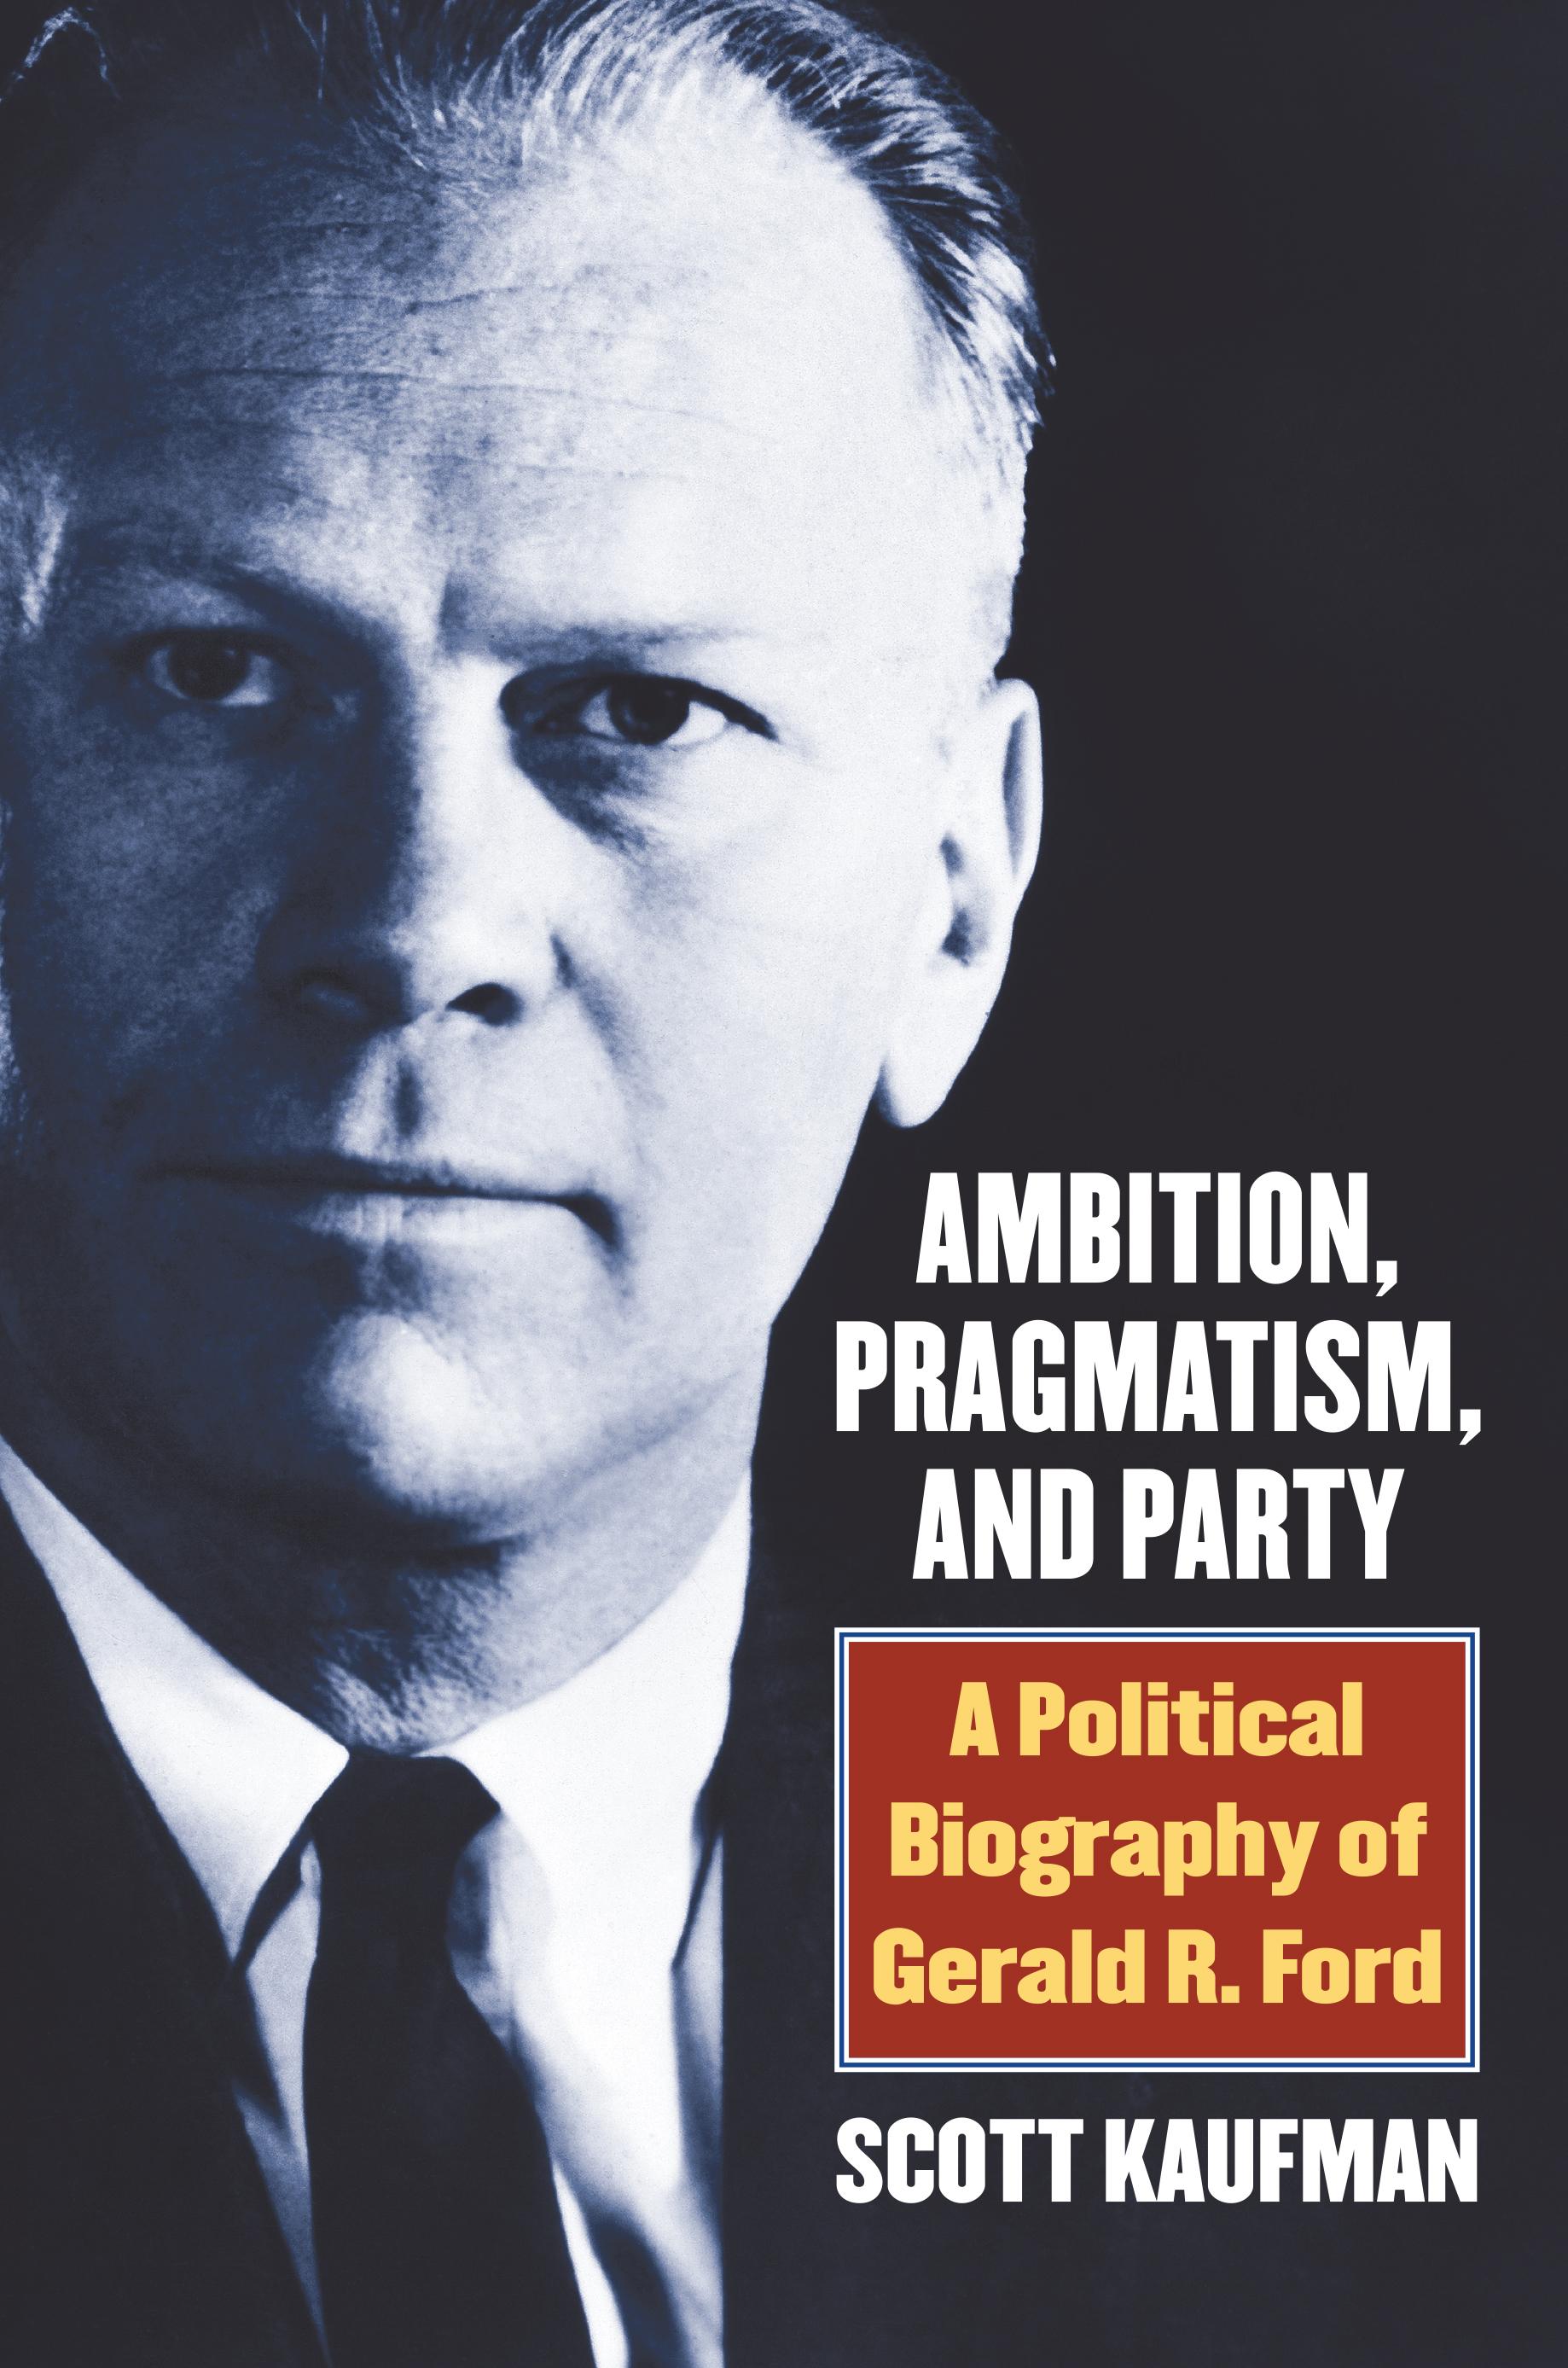 AMBITION,
PRAGMATISM,
AND PARTY
A Political
Biography of
Gerald R. Ford
SCOTT KAUFMAN